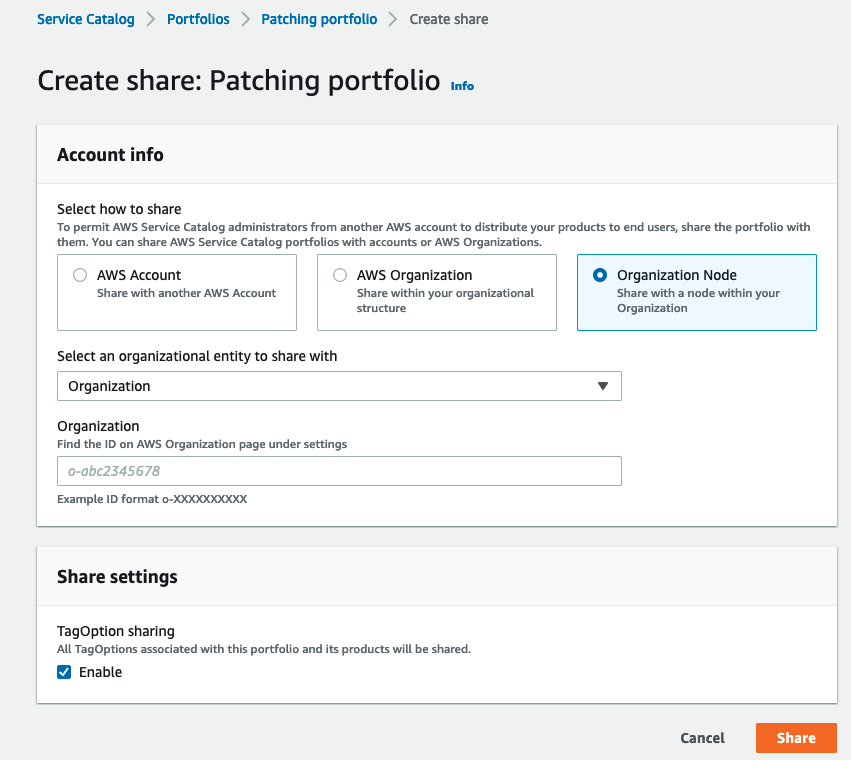 Service Catalog > Portfolios > Patching portfolio > Create share
Create share: Patching portfolio Info
Account info
Select how to share
To permit AWS Service Catalog administrators from another AWS account to distribute your products to end users, share the portfolio with
them. You can share AWS Service Catalog portfolios with accounts or AWS Organizations.
AWS Account
Share with another AWS Account
AWS Organization
Share within your organizational
structure
Organization Node
Share with a node within your
Organization
Select an organizational entity to share with
Organization
Organization
Find the ID on AWS Organization page under settings
o-abc2345678
Example ID format o-XXXXXXXXXX
Share settings
TagOption sharing
All TagOptions associated with this portfolio and its products will be shared.
Enable
Cancel
Share